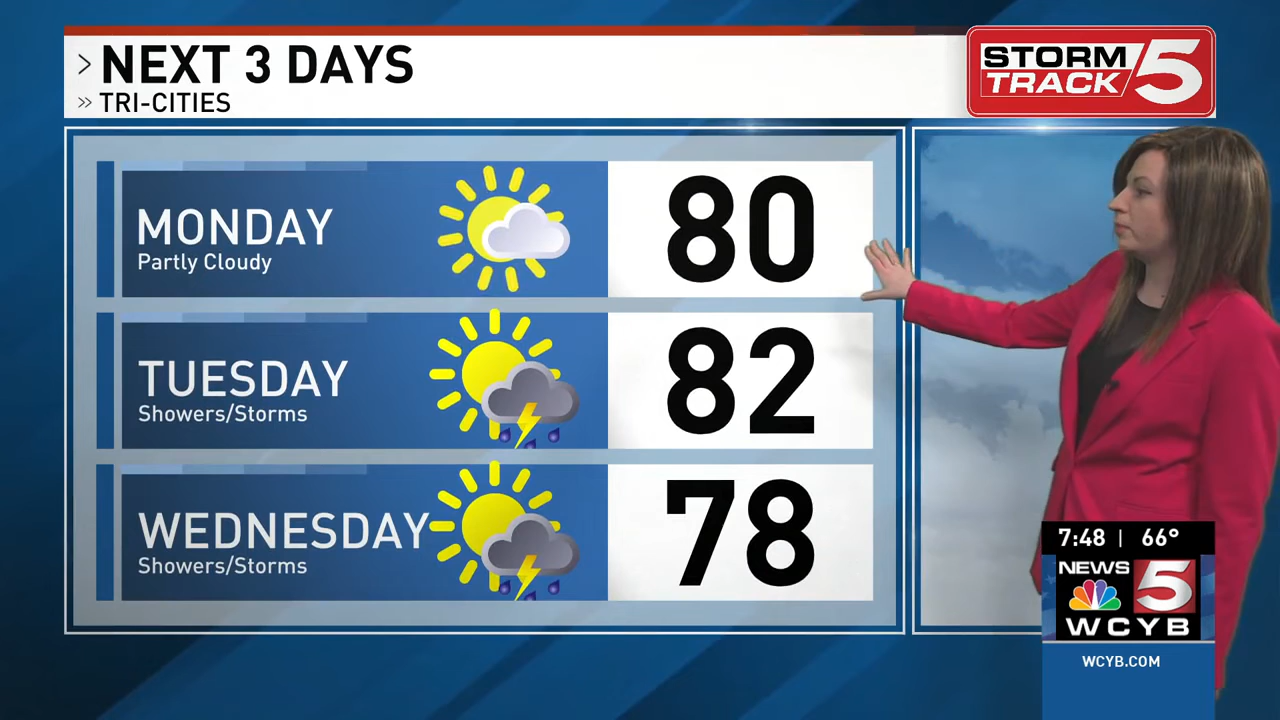 > NEXT 3 DAYS
» TRI-CITIES
STORM
TRACK 5
MONDAY
Partly Cloudy
80
TUESDAY
Showers/Storms
82
WEDNESDAY
Showers/Storms
78
7:48 | 66°
NEWS 5
WCYB
WCYB.COM